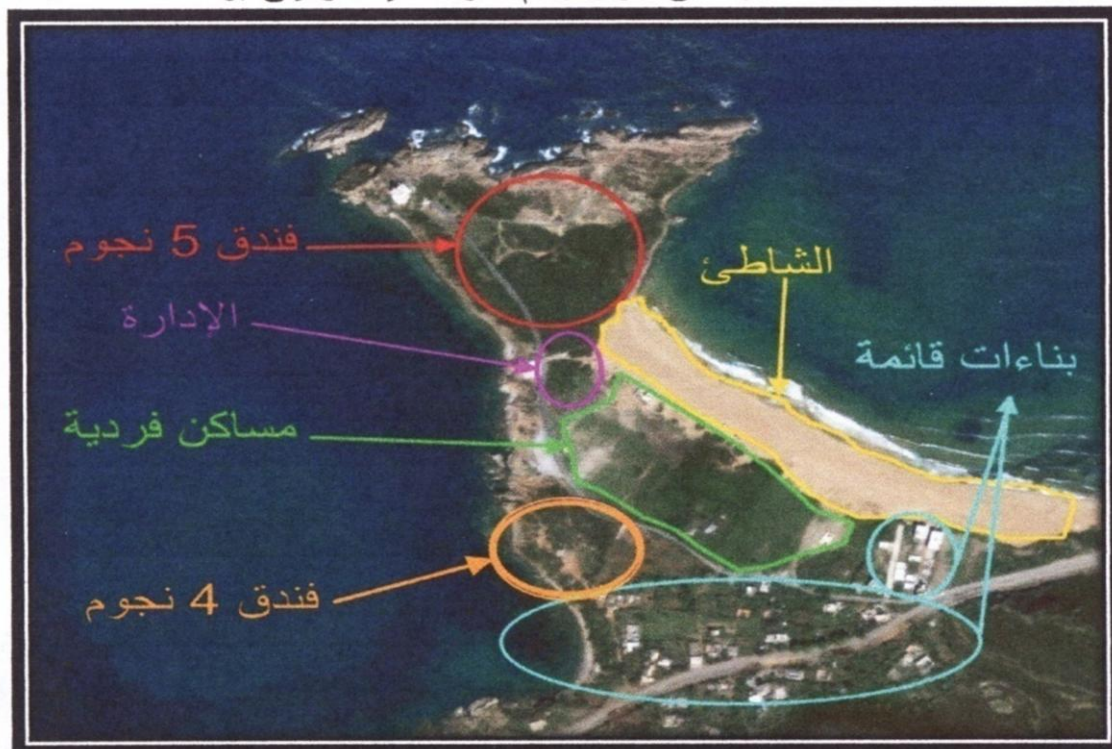 فندق 5 نجوم
الشاطئ
الإدارة
بناءات قائمة
مساكن فردية
فندق 4 نجوم